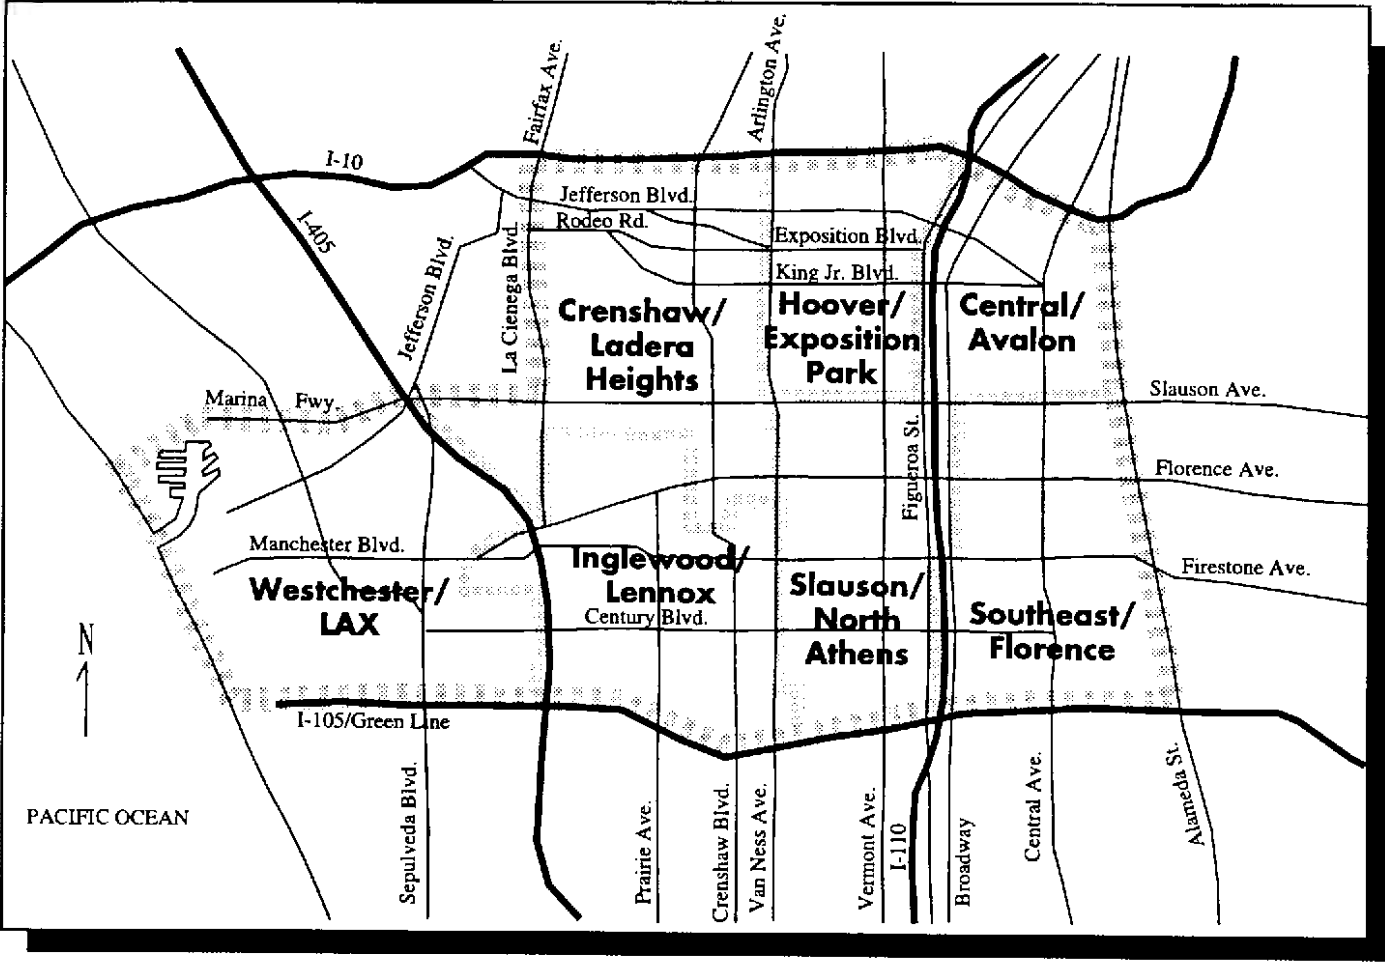 Fairfax Ave.
Arlington Ave.
I-10
I-405
Jefferson Blvd.
Rodeo Rd.
Exposition Blvd.
King Jr. Blvd.
Jefferson Blvd.
La Cienega Blvd.
Crenshaw/
Ladera
Heights
Hoover/
Exposition
Park
Central/
Avalon
Marina Fwy.
Slauson Ave.
Figueroa St.
Florence Ave.
Manchester Blvd.
Firestone Ave.
Westchester/
LAX
Inglewood/
Lennox
Century Blvd.
Slauson/
North
Athens
Southeast/
Florence
N
I-105/Green Line
PACIFIC OCEAN
Sepulveda Blvd.
Prairie Ave.
Crenshaw Blvd.
Van Ness Ave.
Vermont Ave.
I-110
Broadway
Central Ave.
Alameda St.